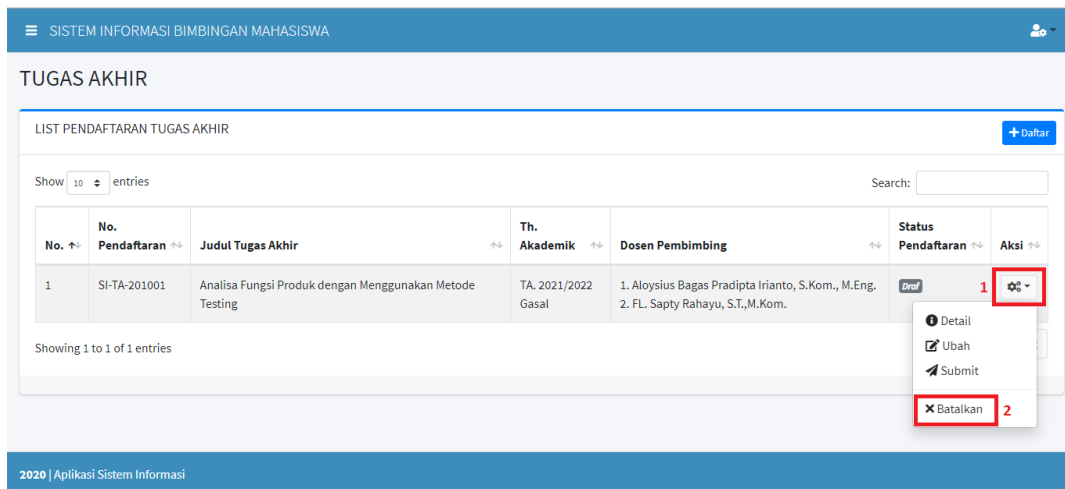 SISTEM INFORMASI BIMBINGAN MAHASISWA
TUGAS AKHIR
LIST PENDAFTARAN TUGAS AKHIR
+ Daftar
Show 10 entries
Search:
No.
No. Pendaftaran
Judul Tugas Akhir
Th. Akademik
Dosen Pembimbing
Status Pendaftaran
Aksi
1
SI-TA-201001
Analisa Fungsi Produk dengan Menggunakan Metode
Testing
TA. 2021/2022
Gasal
1. Aloysius Bagas Pradipta Irianto, S.Kom., M.Eng.
2. FL. Sapty Rahayu, S.T.,M.Kom.
Draf
1
Detail
Ubah
Submit
Batalkan
2
Showing 1 to 1 of 1 entries
2020 | Aplikasi Sistem Informasi